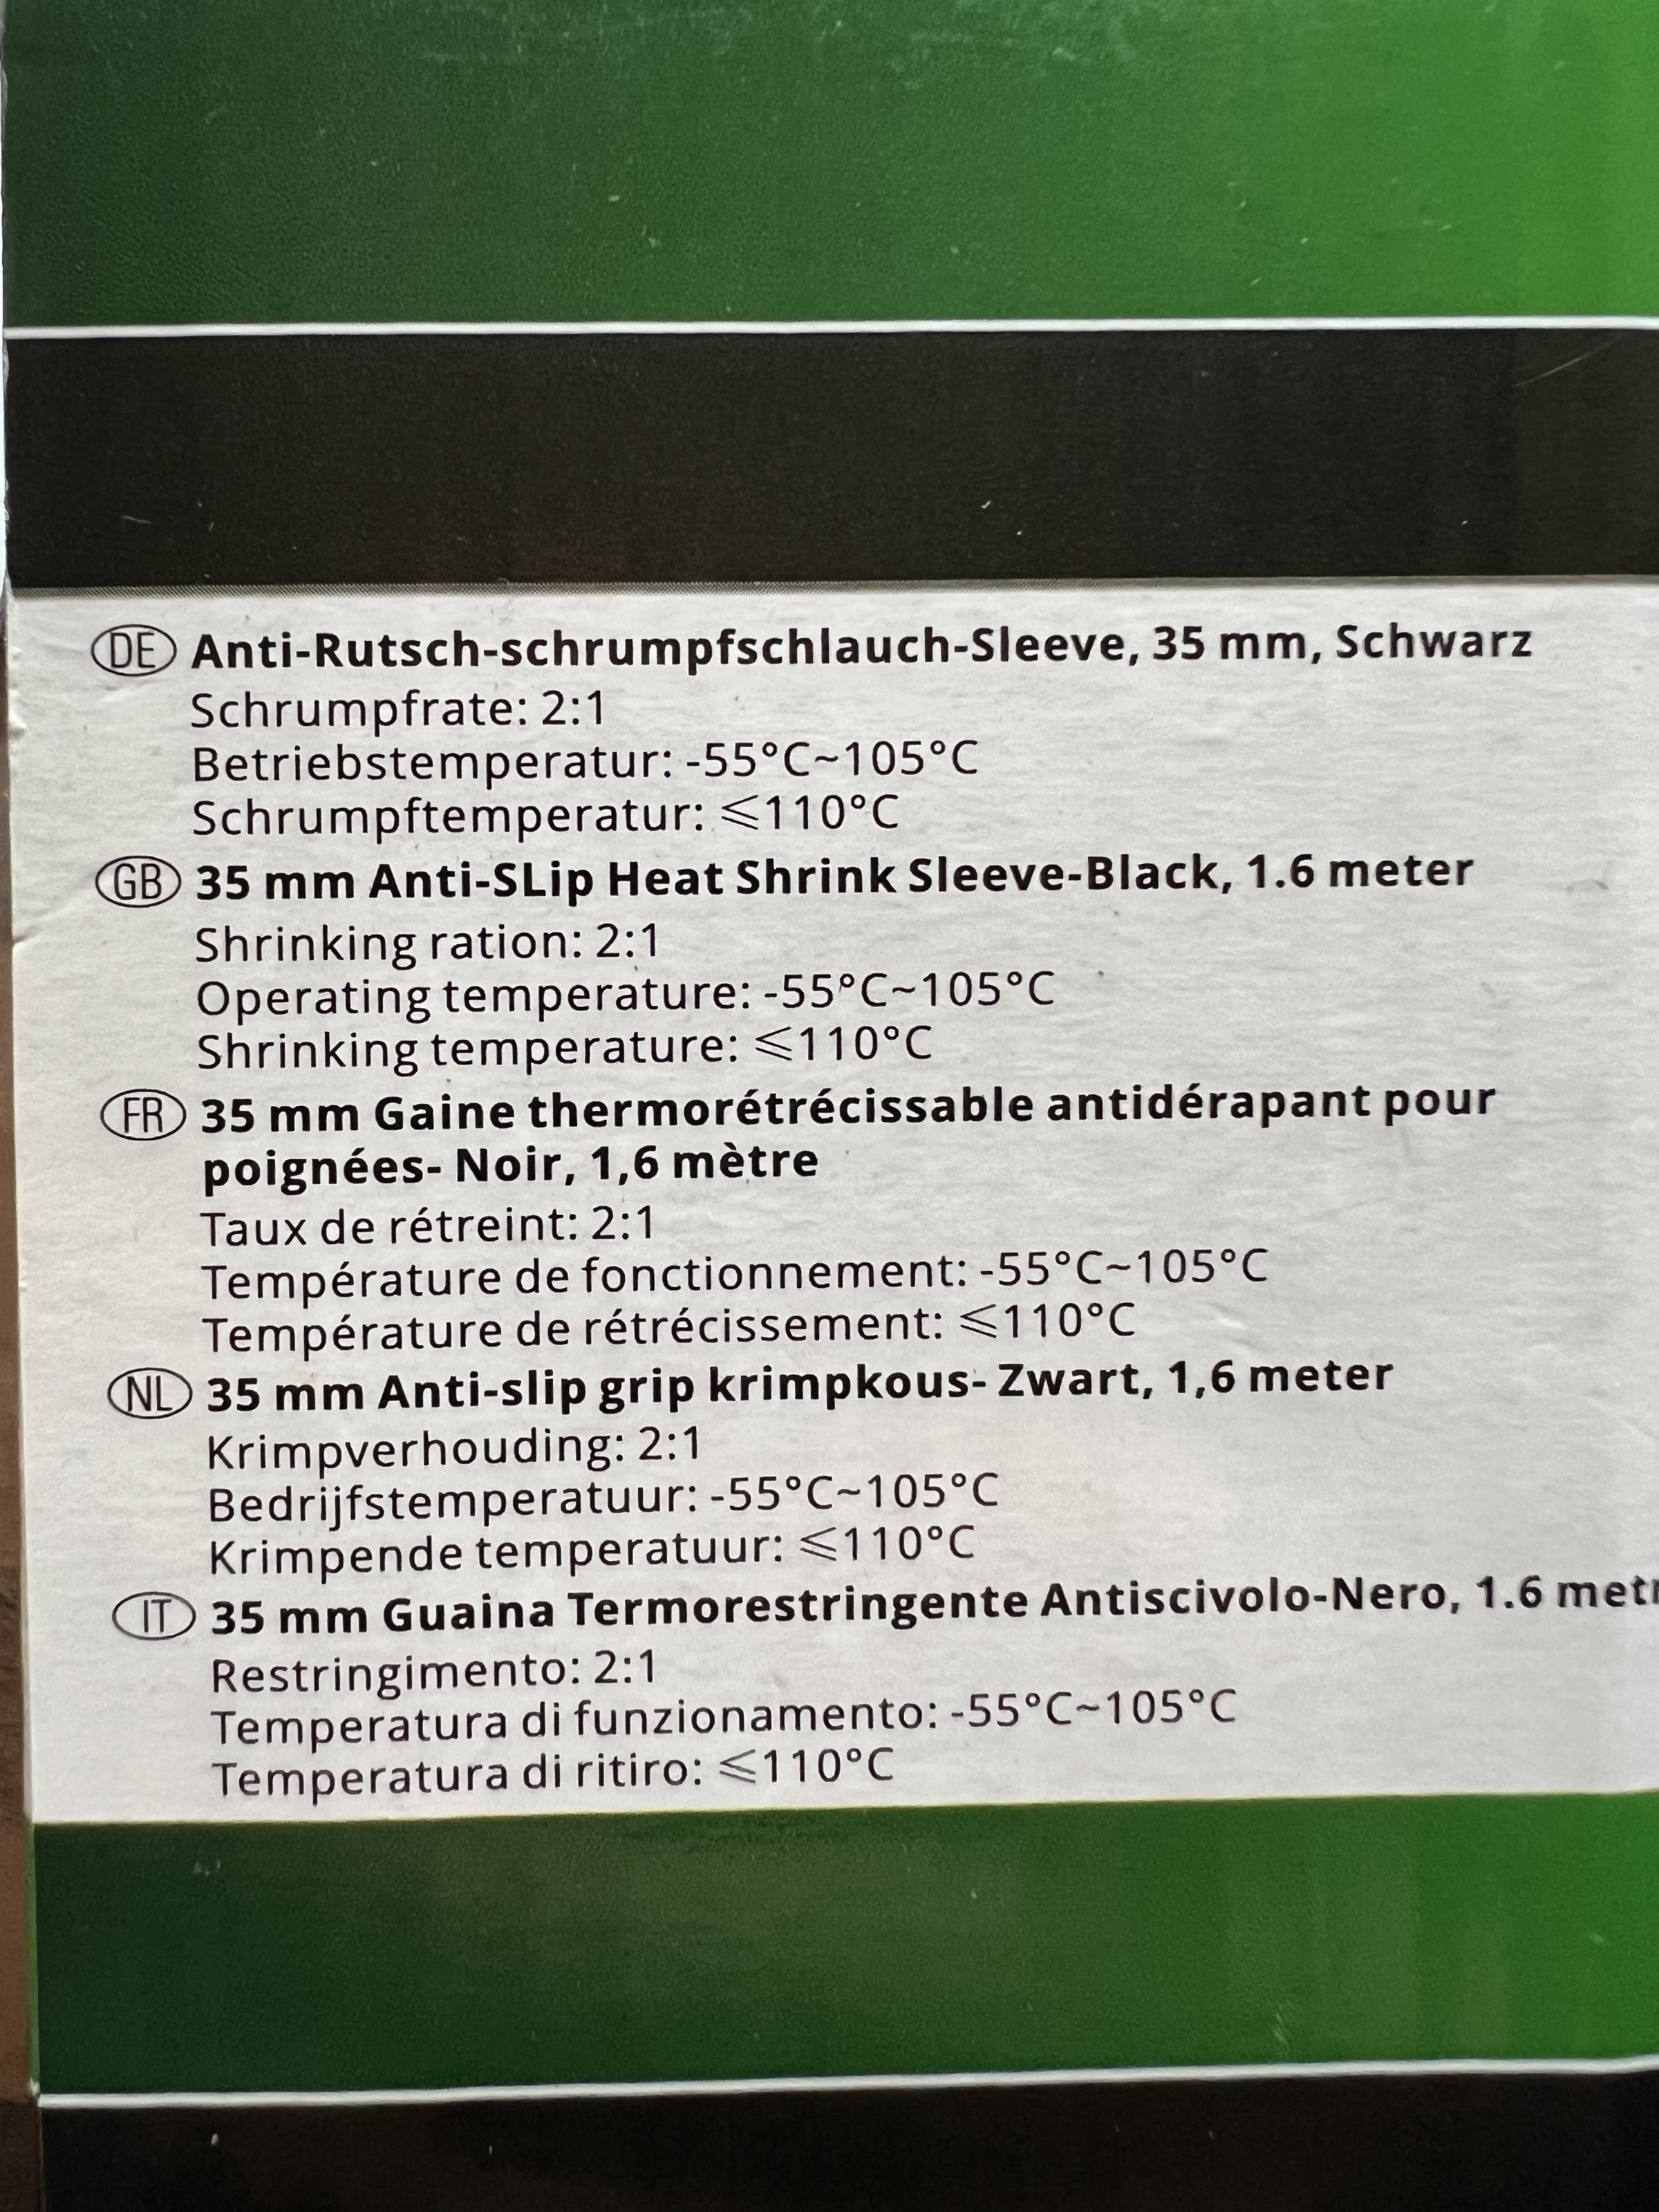 DE Anti-Rutsch-schrumpfschlauch-Sleeve, 35 mm, Schwarz
Schrumpfrate: 2:1
Betriebstemperatur: -55°C~105°C
Schrumpftemperatur: ⩽110°C
GB 35 mm Anti-SLip Heat Shrink Sleeve-Black, 1.6 meter
Shrinking ration: 2:1
Operating temperature: -55°C~105°C
Shrinking temperature: ⩽110°C
FR 35 mm Gaine thermorétrécissable antidérapant pour
poignées- Noir, 1,6 mètre
Taux de rétreint: 2:1
Température de fonctionnement: -55°C~105°C
Température de rétrécissement: ⩽110°C
NL 35 mm Anti-slip grip krimpkous- Zwart, 1,6 meter
Krimpverhouding: 2:1
Bedrijfstemperatuur: -55°C~105°C
Krimpende temperatuur: ⩽110°C
IT 35 mm Guaina Termorestringente Antiscivolo-Nero, 1.6
Restringimento: 2:1
Temperatura di funzionamento: -55°C~105°C
Temperatura di ritiro: ⩽110°C